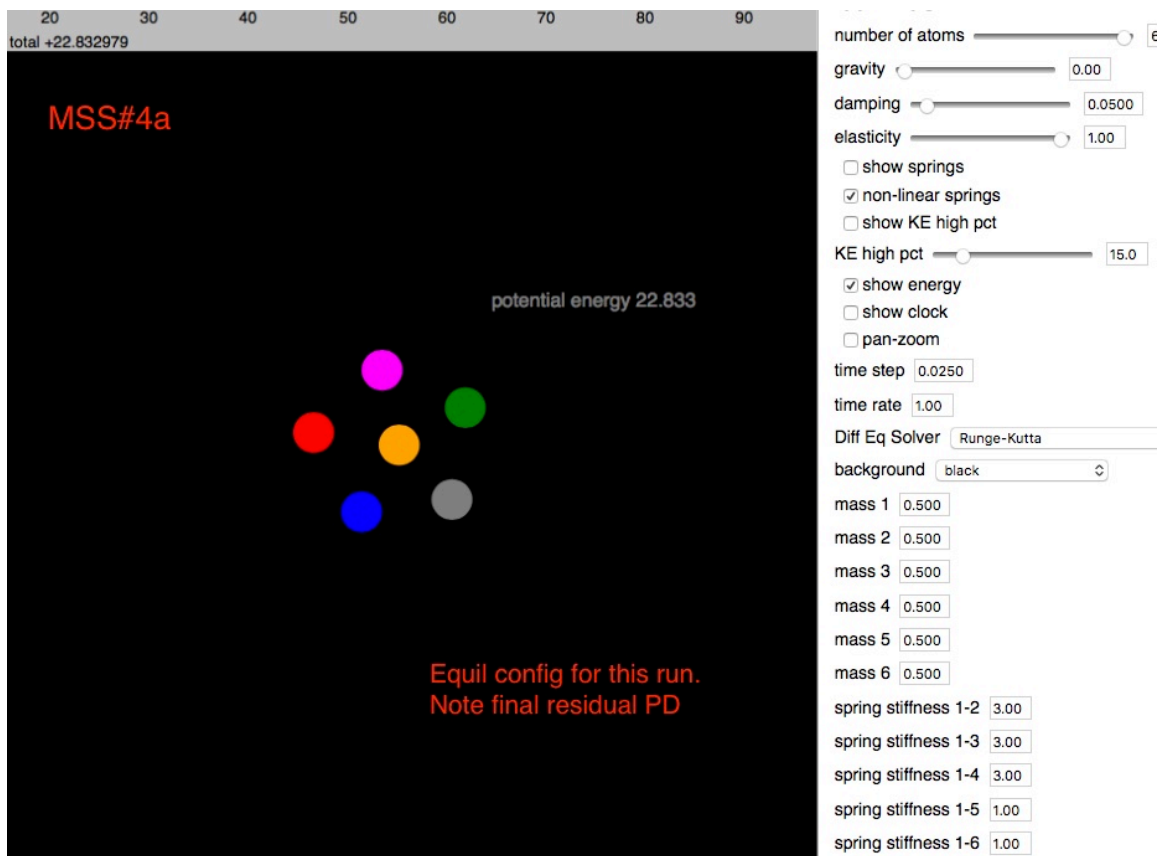 20 30 40 50 60 70 80 90
total +22.832979
MSS#4a
potential energy 22.833
Equil config for this run.
Note final residual PD
number of atoms 6
gravity 0.00
damping 0.0500
elasticity 1.00
show springs
non-linear springs
show KE high pct
KE high pct 15.0
show energy
show clock
pan-zoom
time step 0.0250
time rate 1.00
Diff Eq Solver Runge-Kutta
background black
mass 1 0.500
mass 2 0.500
mass 3 0.500
mass 4 0.500
mass 5 0.500
mass 6 0.500
spring stiffness 1-2 3.00
spring stiffness 1-3 3.00
spring stiffness 1-4 3.00
spring stiffness 1-5 1.00
spring stiffness 1-6 1.00